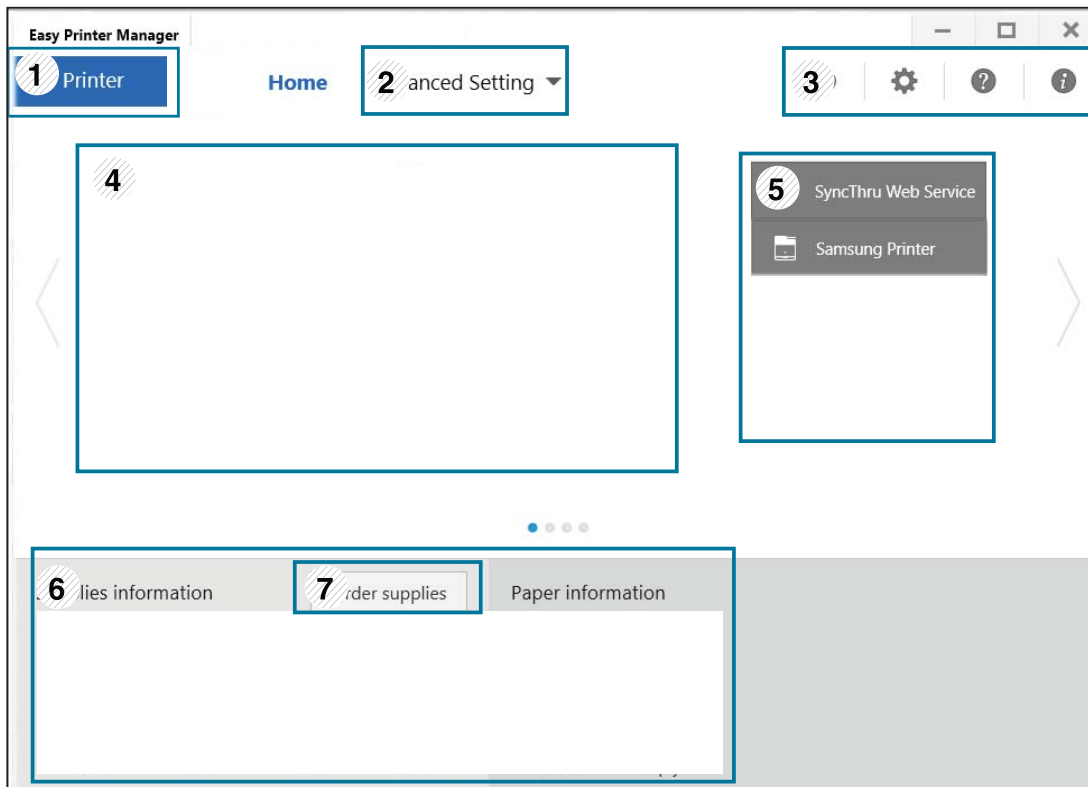 Easy Printer Manager
1 Printer
Home
2 anced Setting
3 ?  i
4
5 SyncThru Web Service
Samsung Printer
6 lies information
7 rder supplies
Paper information